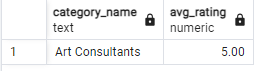 category_name avg_rating
text numeric
1 Art Consultants 5.00